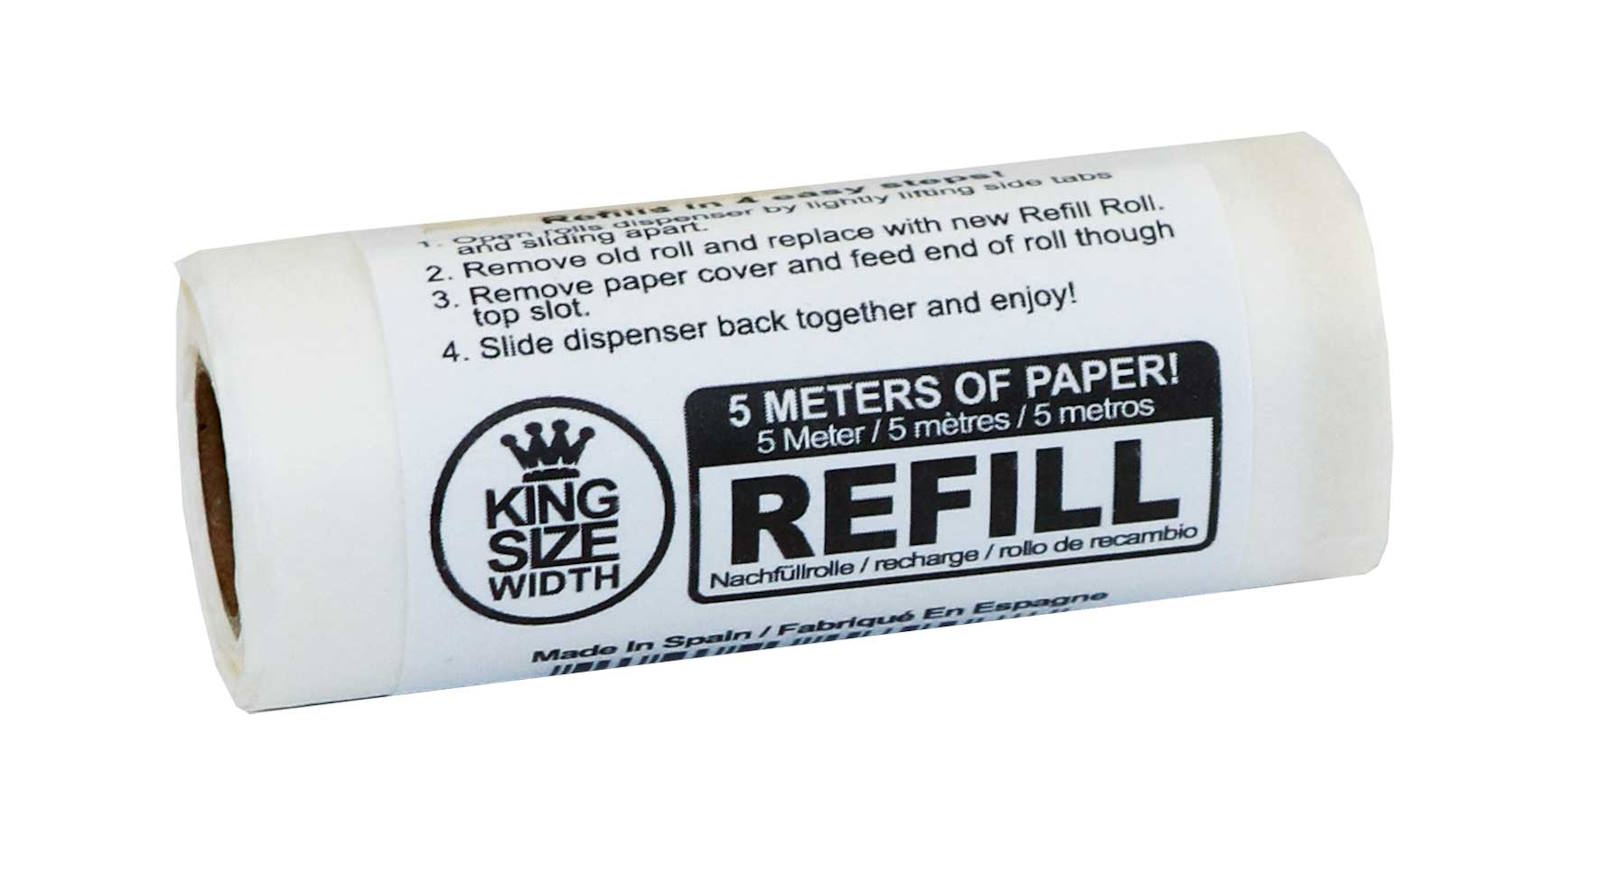 Refills in 4 easy steps!
1. Open rolls dispenser by lightly lifting side tabs
and sliding apart.
2. Remove old roll and replace with new Refill Roll.
3. Remove paper cover and feed end of roll though
top slot.
4. Slide dispenser back together and enjoy!
5 METERS OF PAPER!
5 Meter / 5 mètres / 5 metros
REFILL
Nachfüllrolle / recharge / rollo de recambio
KING
SIZE
WIDTH
Made In Spain / Fabriqué En Espagne